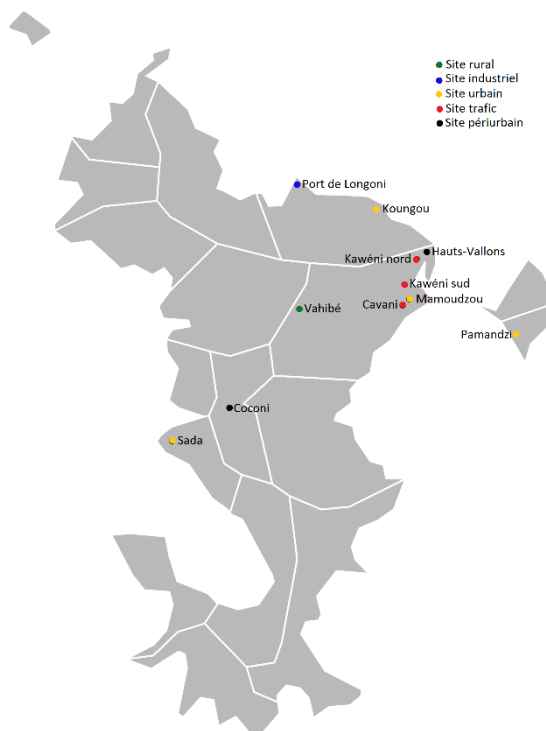 Site rural
Site industriel
Site urbain
Site trafic
Site périurbain
Port de Longoni
Koungou
Hauts-Vallons
Kawéni nord
Kawéni sud
Mamoudzou
Cavani
Vahibé
Pamandzi
Coconi
Sada